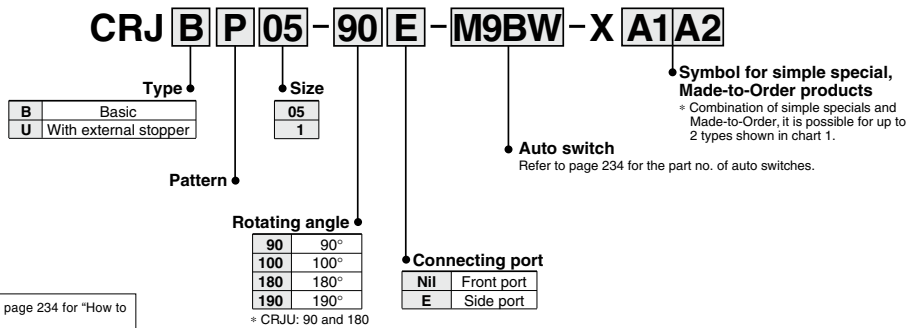 CRJ B P 05 - 90 E - M9BW - X A1 A2
Type
B Basic
U With external stopper
Size
05
1
Symbol for simple special,
Made-to-Order products
* Combination of simple specials and
Made-to-Order, it is possible for up to
2 types shown in chart 1.
Auto switch
Refer to page 234 for the part no. of auto switches.
Pattern
Rotating angle
90 90°
100 100°
180 180°
190 190°
* CRJU: 90 and 180
Connecting port
Nil Front port
E Side port
page 234 for “How to